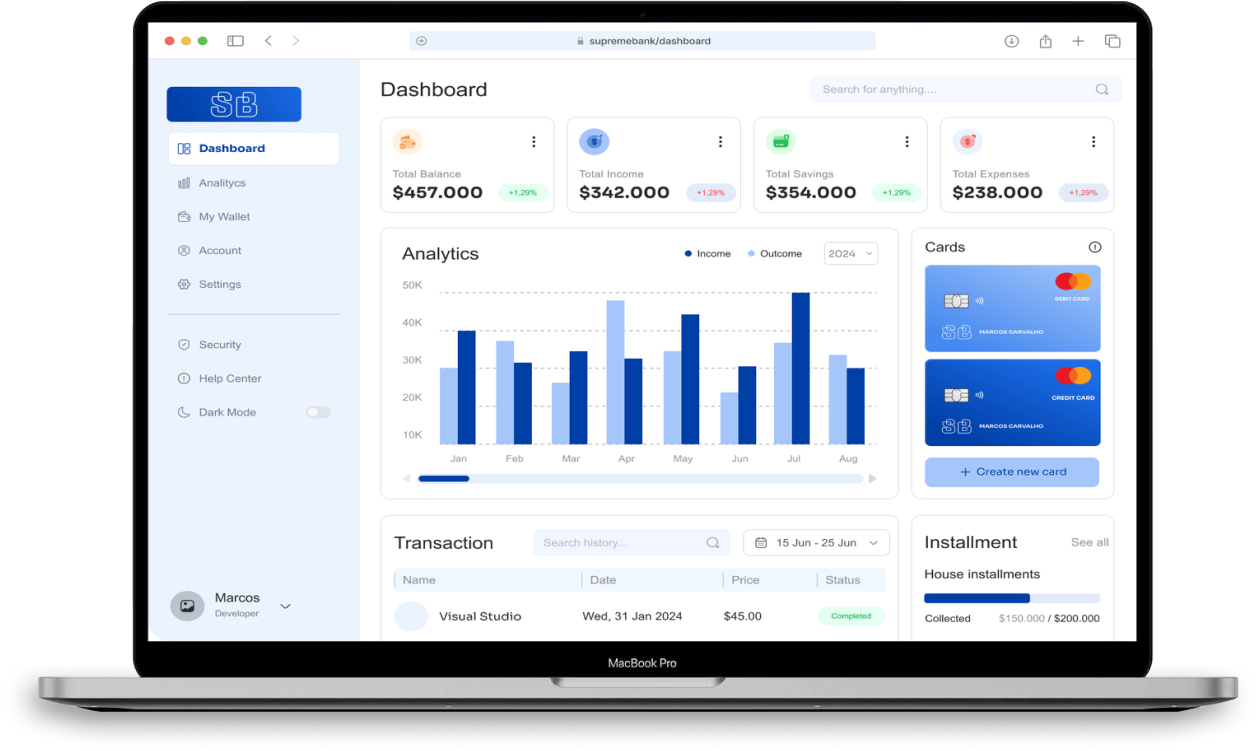 supremebank/dashboard
SB
Dashboard
Analitycs
My Wallet
Account
Settings
Security
Help Center
Dark Mode
Marcos
Developer
Dashboard
Search for anything....
Total Balance
$457.000
+1,29%
Total Income
$342.000
+1,29%
Total Savings
$354.000
+1,29%
Total Expenses
$238.000
+1,29%
Analytics
Income
Outcome
2024
50K
40K
30K
20K
10K
Jan Feb Mar Apr May Jun Jul Aug
Cards
DEBIT CARD
SB MARCOS CARVALHO
CREDIT CARD
SB MARCOS CARVALHO
+ Create new card
Transaction
Search history...
15 Jun - 25 Jun
Name Date Price Status
Visual Studio Wed, 31 Jan 2024 $45.00 Completed
Installment
See all
House installments
Collected $150.000 / $200.000
MacBook Pro